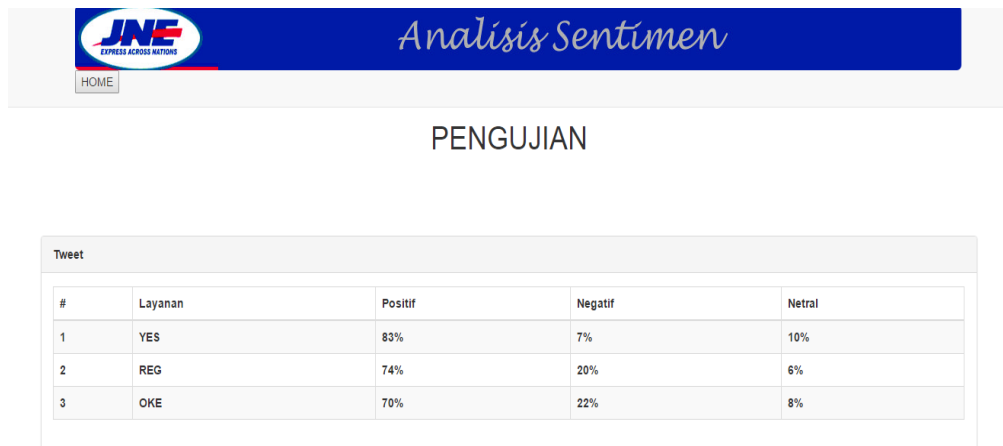 JNE
EXPRESS ACROSS NATIONS
Analisis Sentimen
HOME
PENGUJIAN
Tweet
# Layanan Positif Negatif Netral
1 YES 83% 7% 10%
2 REG 74% 20% 6%
3 OKE 70% 22% 8%